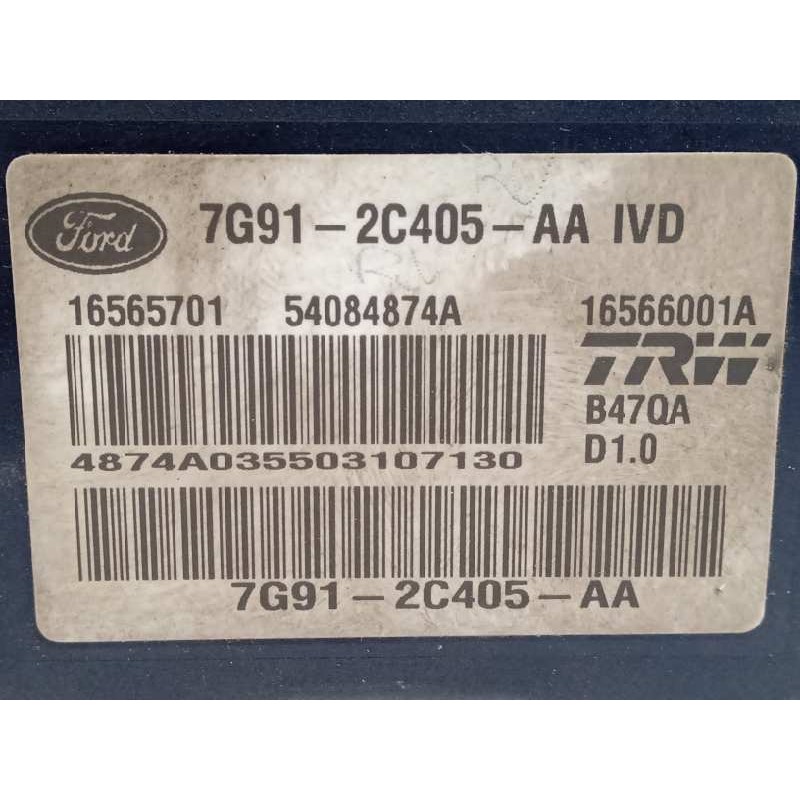 Ford 7G91-2C405-AA IVD
16565701 54084874A 16566001A
TRW
B47QA
4874A035503107130 D1.0
7G91-2C405-AA